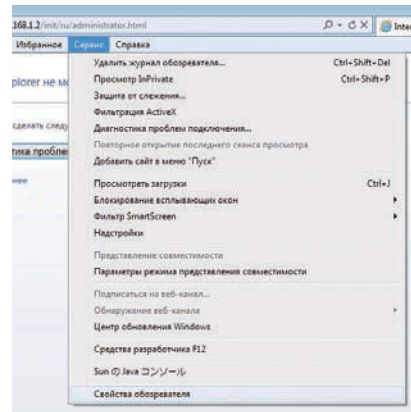 168.1.2/init/ru/administrator.html
Inte
Избранное Сервис Справка
Удалить журнал обозревателя... Ctrl+Shift+Del
Просмотр InPrivate Ctrl+Shift+P
Защита от слежения...
Фильтрация ActiveX
Диагностика проблем подключения...
Повторное открытие последнего сеанса просмотра
Добавить сайт в меню "Пуск"
Просмотреть загрузки Ctrl+J
Блокирование всплывающих окон
Фильтр SmartScreen
Надстройки
Представление совместимости
Параметры режима представления совместимости
Подписаться на веб-канал...
Обнаружение веб-канала
Центр обновления Windows
Средства разработчика F12
Sun の Java コンソール
Свойства обозревателя
plorer не мо
сделать следу
тика пробле
нее